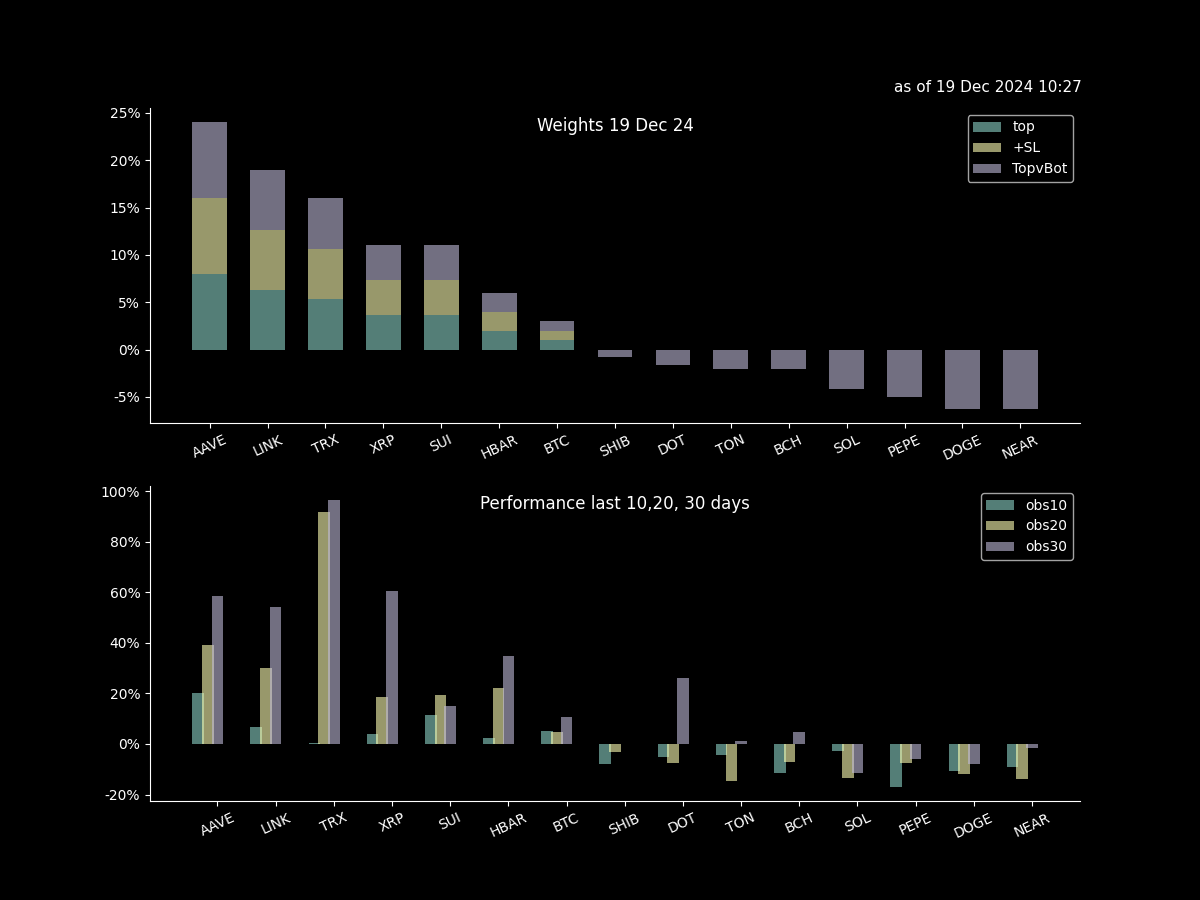 as of 19 Dec 2024 10:27
Weights 19 Dec 24
top
+SL
TopvBot
25%
20%
15%
10%
5%
0%
-5%
AAVE LINK TRX XRP SUI HBAR BTC SHIB DOT TON BCH SOL PEPE DOGE NEAR
Performance last 10,20, 30 days
obs10
obs20
obs30
100%
80%
60%
40%
20%
0%
-20%
AAVE LINK TRX XRP SUI HBAR BTC SHIB DOT TON BCH SOL PEPE DOGE NEAR